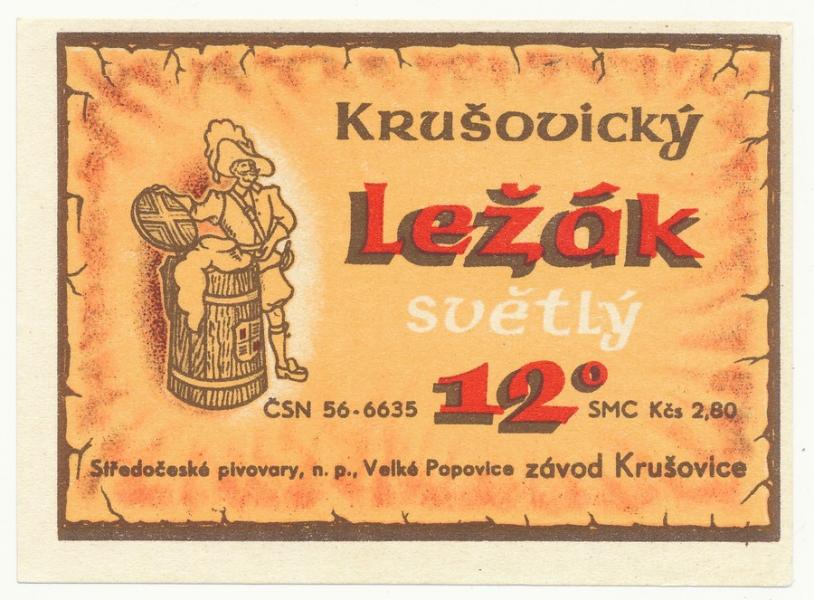 Krušovický
Ležák
světlý
12°
ČSN 56-6635 SMC Kčs 2,80
Středočeské pivovary, n. p., Velké Popovice závod Krušovice